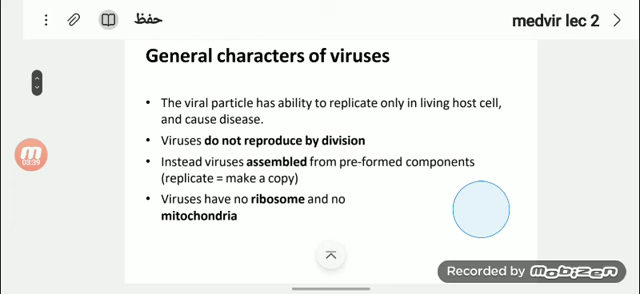 حفظ
medvir lec 2
General characters of viruses
• The viral particle has ability to replicate only in living host cell,
and cause disease.
• Viruses do not reproduce by division
• Instead viruses assembled from pre-formed components
(replicate = make a copy)
• Viruses have no ribosome and no
mitochondria
03:39
Recorded by mobizen